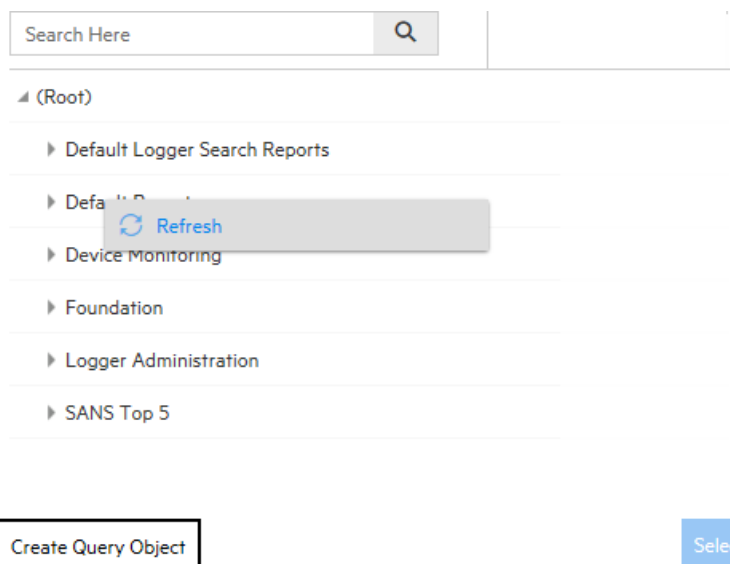 Search Here
(Root)
Default Logger Search Reports
Refresh
Device Monitoring
Foundation
Logger Administration
SANS Top 5
Create Query Object